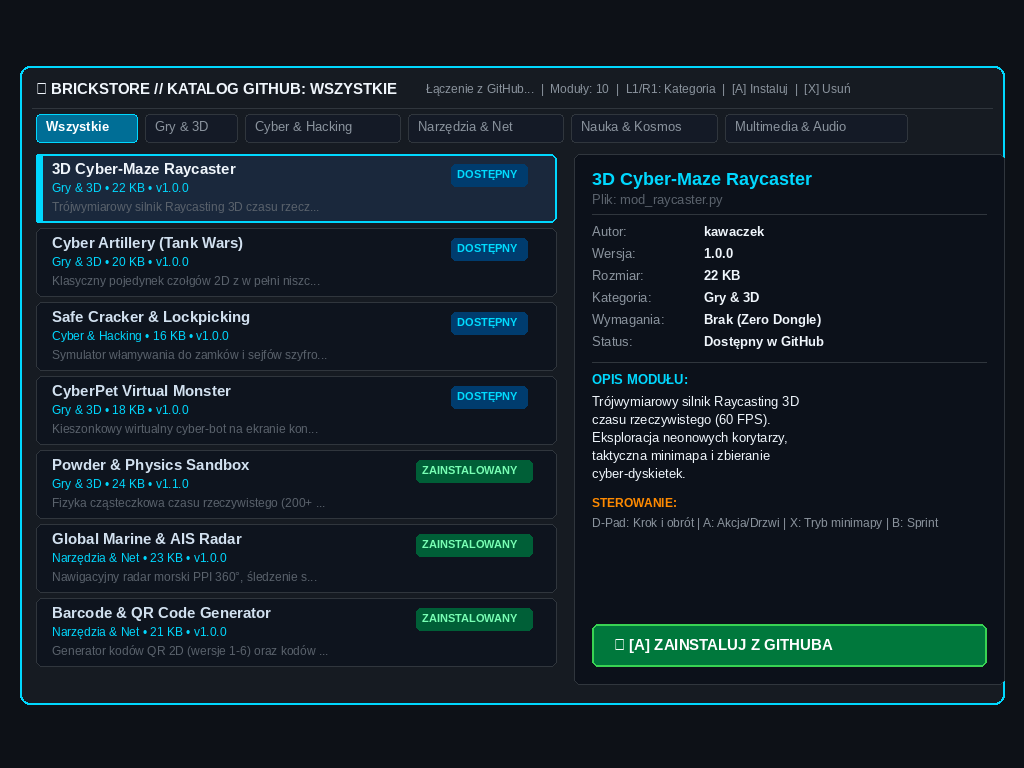 BRICKSTORE // KATALOG GITHUB: WSZYSTKIE
Łączenie z GitHub... | Moduły: 10 | L1/R1: Kategoria | [A] Instaluj | [X] Usuń
Wszystkie
Gry & 3D
Cyber & Hacking
Narzędzia & Net
Nauka & Kosmos
Multimedia & Audio
3D Cyber-Maze Raycaster
DOSTĘPNY
Gry & 3D • 22 KB • v1.0.0
Trójwymiarowy silnik Raycasting 3D czasu rzecz...
Cyber Artillery (Tank Wars)
DOSTĘPNY
Gry & 3D • 20 KB • v1.0.0
Klasyczny pojedynek czołgów 2D z w pełni niszc...
Safe Cracker & Lockpicking
DOSTĘPNY
Cyber & Hacking • 16 KB • v1.0.0
Symulator włamywania do zamków i sejfów szyfro...
CyberPet Virtual Monster
DOSTĘPNY
Gry & 3D • 18 KB • v1.0.0
Kieszonkowy wirtualny cyber-bot na ekranie kon...
Powder & Physics Sandbox
ZAINSTALOWANY
Gry & 3D • 24 KB • v1.1.0
Fizyka cząsteczkowa czasu rzeczywistego (200+ ...
Global Marine & AIS Radar
ZAINSTALOWANY
Narzędzia & Net • 23 KB • v1.0.0
Nawigacyjny radar morski PPI 360°, śledzenie s...
Barcode & QR Code Generator
ZAINSTALOWANY
Narzędzia & Net • 21 KB • v1.0.0
Generator kodów QR 2D (wersje 1-6) oraz kodów ...
3D Cyber-Maze Raycaster
Plik: mod_raycaster.py
Autor: kawaczek
Wersja: 1.0.0
Rozmiar: 22 KB
Kategoria: Gry & 3D
Wymagania: Brak (Zero Dongle)
Status: Dostępny w GitHub
OPIS MODUŁU:
Trójwymiarowy silnik Raycasting 3D
czasu rzeczywistego (60 FPS).
Eksploracja neonowych korytarzy,
taktyczna minimapa i zbieranie
cyber-dyskietek.
STEROWANIE:
D-Pad: Krok i obrót | A: Akcja/Drzwi | X: Tryb minimapy | B: Sprint
[A] ZAINSTALUJ Z GITHUBA